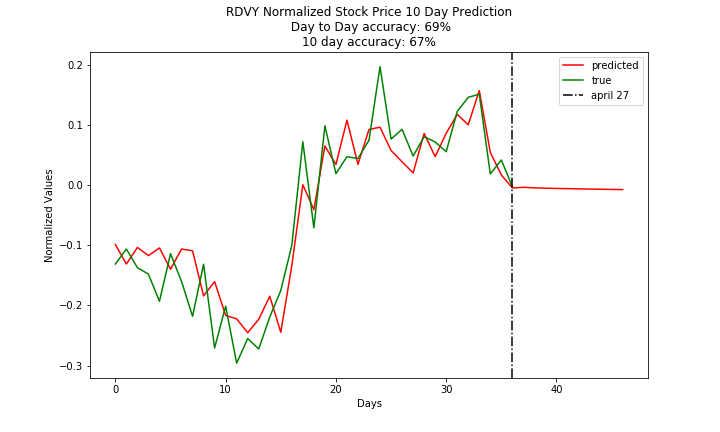 RDVY Normalized Stock Price 10 Day Prediction
Day to Day accuracy: 69%
10 day accuracy: 67%
predicted
true
april 27
Normalized Values
0.2
0.1
0.0
−0.1
−0.2
−0.3
0 10 20 30 40
Days